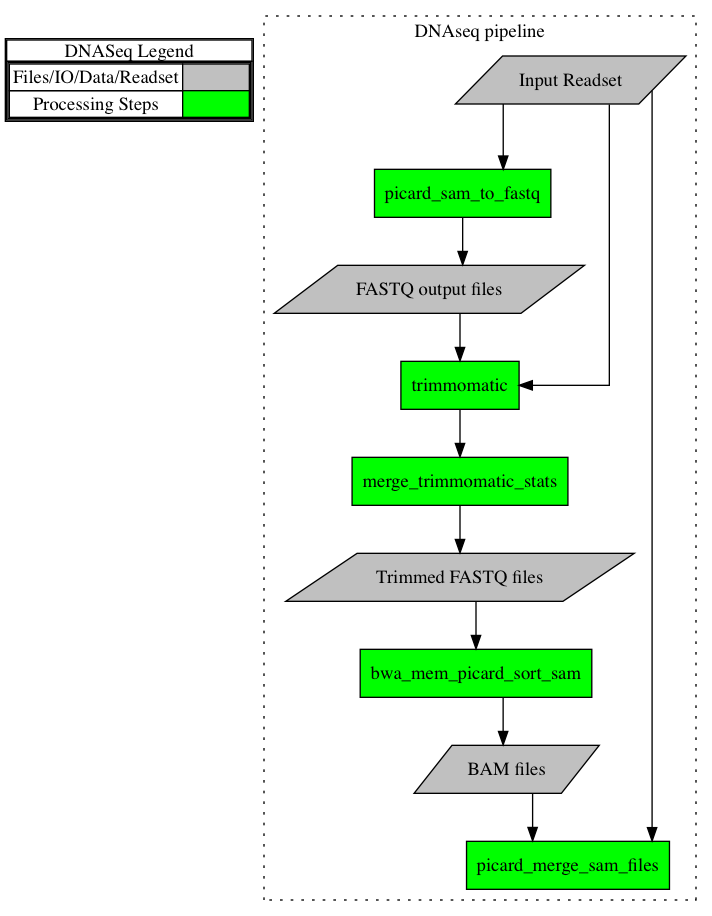 DNASeq Legend
Files/IO/Data/Readset
Processing Steps
DNAseq pipeline
Input Readset
picard_sam_to_fastq
FASTQ output files
trimmomatic
merge_trimmomatic_stats
Trimmed FASTQ files
bwa_mem_picard_sort_sam
BAM files
picard_merge_sam_files